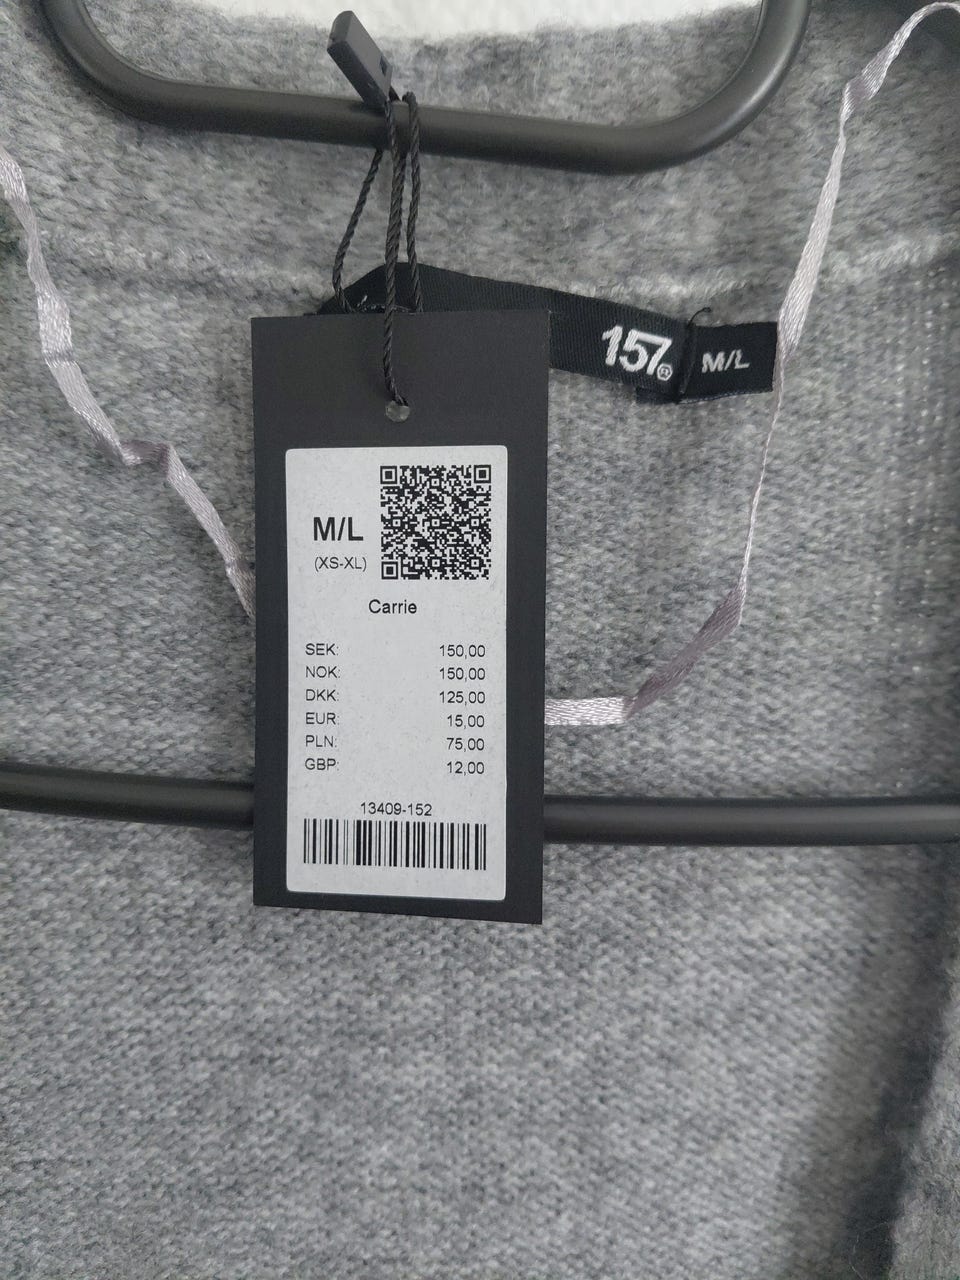 157®
M/L
M/L
(XS-XL)
Carrie
SEK: 150,00
NOK: 150,00
DKK: 125,00
EUR: 15,00
PLN: 75,00
GBP: 12,00
13409-152